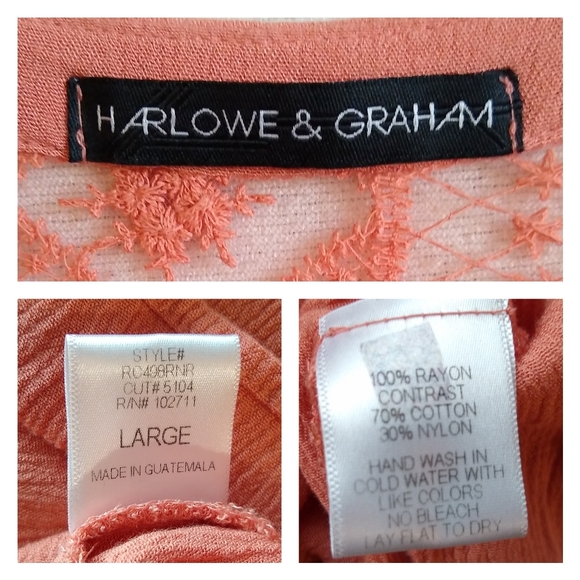 HARLOWE & GRAHAM
STYLE#
RC498RNR
CUT# 5104
R/N# 102711
LARGE
MADE IN GUATEMALA
100% RAYON
CONTRAST
70% COTTON
30% NYLON
HAND WASH IN
COLD WATER WITH
LIKE COLORS
NO BLEACH
LAY FLAT TO DRY